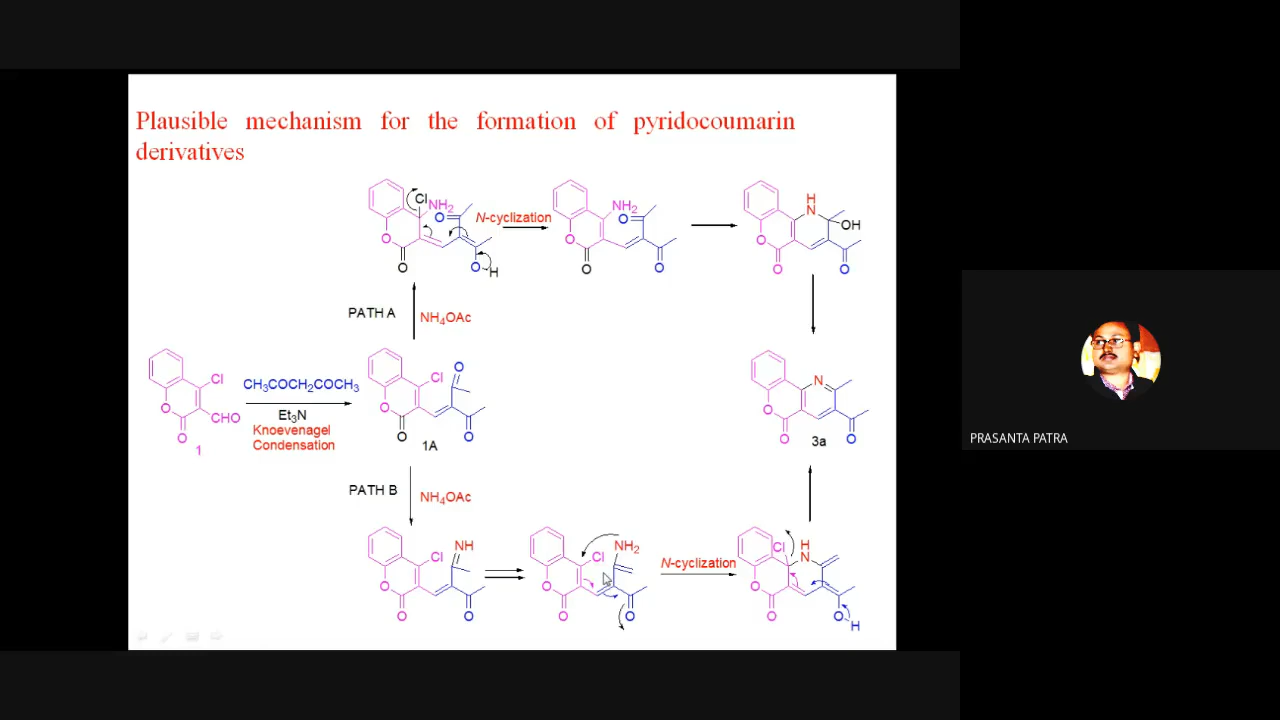 Plausible mechanism for the formation of pyridocoumarin
derivatives
Cl
NH2
O
O
O
O
H
N-cyclization
NH2
O
O
O
O
H
N
OH
O
O
O
PATH A
NH4OAc
Cl
O
O
CHO
1
CH3COCH2COCH3
Et3N
Knoevenagel
Condensation
O
Cl
O
O
O
1A
N
O
O
O
3a
PRASANTA PATRA
PATH B
NH4OAc
NH
Cl
O
O
O
NH2
Cl
O
O
O
N-cyclization
Cl
H
N
O
O
O
H